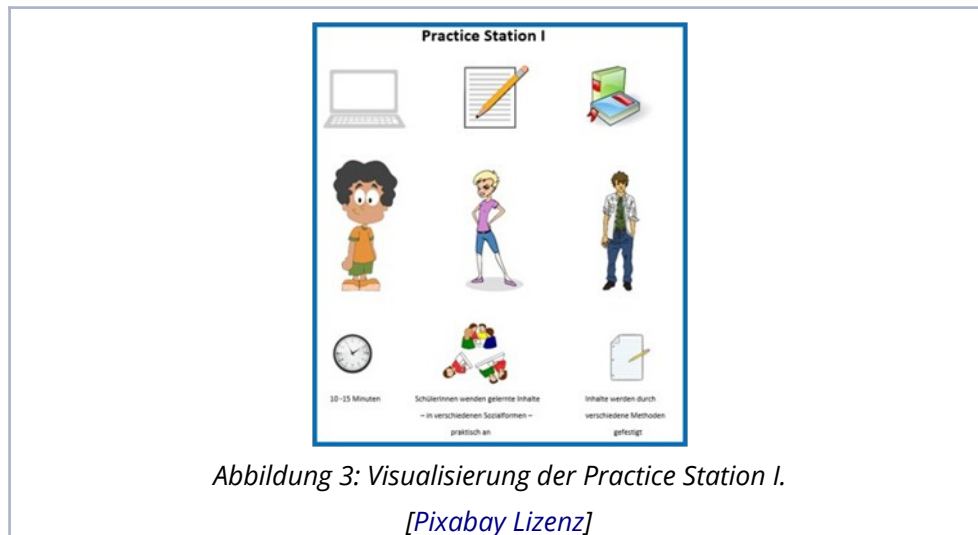 Practice Station I
10 -15 Minuten
SchülerInnen wenden gelernte Inhalte
– in verschiedenen Sozialformen –
praktisch an
Inhalte werden durch
verschiedene Methoden
gefestigt
Abbildung 3: Visualisierung der Practice Station I.
[Pixabay Lizenz]